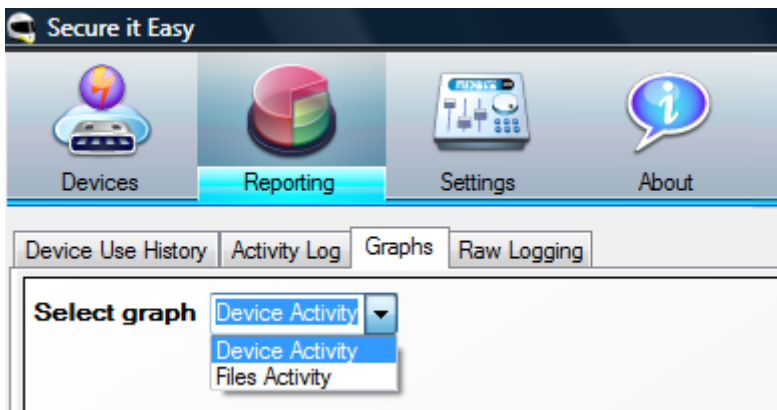 Secure it Easy
Devices Reporting Settings About
Device Use History Activity Log Graphs Raw Logging
Select graph Device Activity
Device Activity
Files Activity